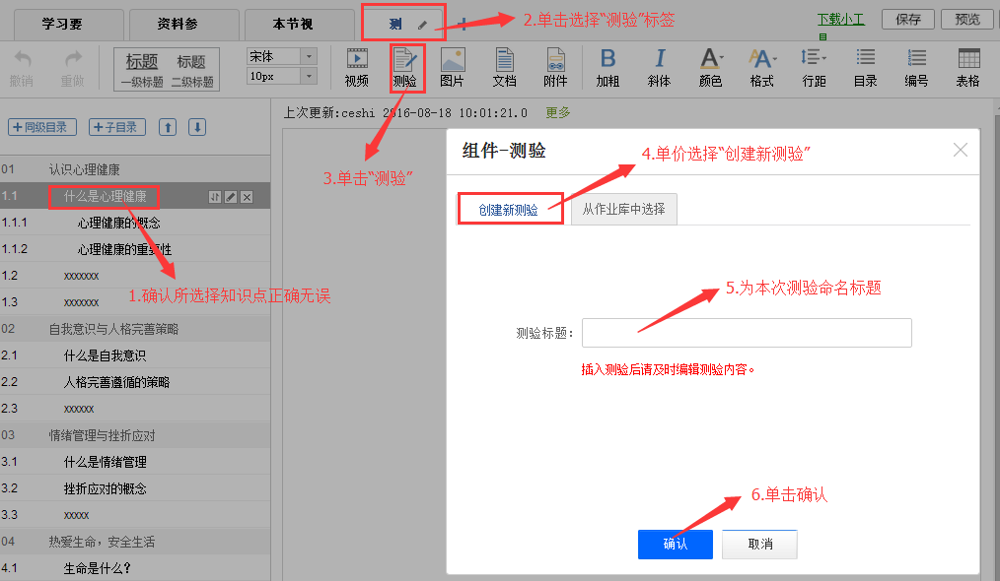 学习要
资料参
本节视
测
2.单击选择“测验”标签
下载小工具
保存
预览
撤销
重做
标题
一级标题
标题
二级标题
宋体
10px
视频
测验
图片
文档
附件
B
加粗
I
斜体
A
颜色
AA
格式
行距
目录
编号
表格
+同级目录
+子目录
上次更新:ceshi 2016-08-18 10:01:21.0 更多
01 认识心理健康
1.1 什么是心理健康
1.1.1 心理健康的概念
1.1.2 心理健康的重要性
1.2 xxxxxxx
1.3 xxxxxxx
02 自我意识与人格完善策略
2.1 什么是自我意识
2.2 人格完善遵循的策略
2.3 xxxxxx
03 情绪管理与挫折应对
3.1 什么是情绪管理
3.2 挫折应对的概念
3.3 xxxxx
04 热爱生命，安全生活
4.1 生命是什么?
1.确认所选择知识点正确无误
3.单击“测验”
组件-测验
4.单价选择“创建新测验”
创建新测验
从作业库中选择
5.为本次测验命名标题
测验标题：
插入测验后请及时编辑测验内容。
6.单击确认
确认
取消